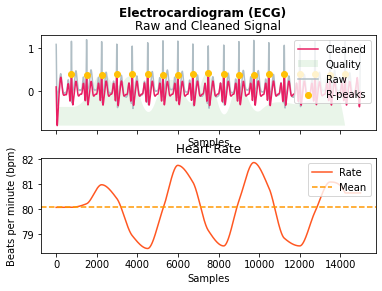 Electrocardiogram (ECG)
Raw and Cleaned Signal
1
0
Cleaned
Quality
Raw
R-peaks
Samples
Heart Rate
82
81
80
79
Beats per minute (bpm)
Rate
Mean
0 2000 4000 6000 8000 10000 12000 14000
Samples